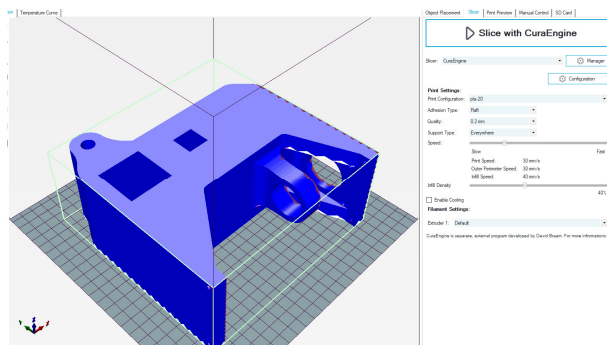 Temperature Curve
Object Placement Slicer Print Preview Manual Control SD Card
Slice with CuraEngine
Slicer: CuraEngine Manager
Configuration
Print Settings:
Print Configuration: pla-20
Adhesion Type: Raft
Quality: 0.2 mm
Support Type: Everywhere
Speed:
Slow Fast
Print Speed: 30 mm/s
Outer Perimeter Speed: 30 mm/s
Infill Speed: 40 mm/s
Infill Density
40%
Enable Cooling
Filament Settings:
Extruder 1: Default
CuraEngine is separate, external program developed by David Braam. For more informations